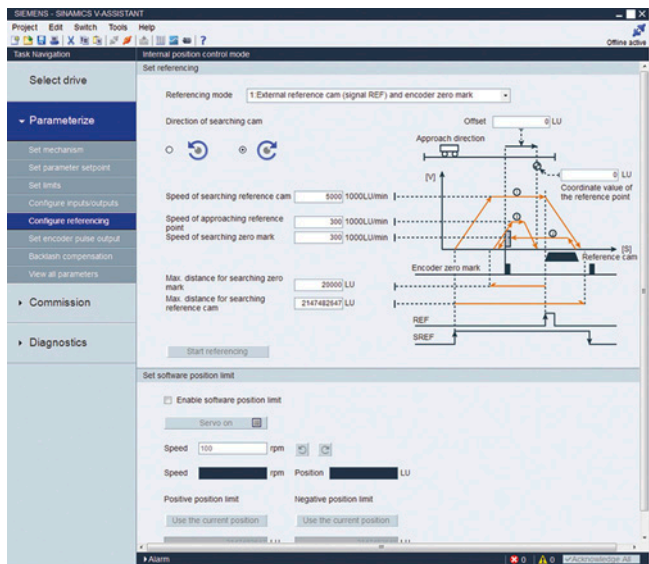 SIEMENS - SINAMICS V-ASSISTANT
Project Edit Switch Tools Help
Offline active
Task Navigation
Internal position control mode
Select drive
Parameterize
Set mechanism
Set parameter setpoint
Set limits
Configure inputs/outputs
Configure referencing
Set encoder pulse output
Backlash compensation
View all parameters
Commission
Diagnostics
Set referencing
Referencing mode 1:External reference cam (signal REF) and encoder zero mark
Direction of searching cam
Offset 0 LU
Approach direction
[V]
0 LU
Coordinate value of
the reference point
Speed of searching reference cam 5000 1000LU/min
Speed of approaching reference
point 300 1000LU/min
Speed of searching zero mark 300 1000LU/min
[S]
Reference cam
Encoder zero mark
Max. distance for searching zero
mark 20000 LU
Max. distance for searching
reference cam 2147482647 LU
REF
SREF
Start referencing
Set software position limit
Enable software position limit
Servo on
Speed 100 rpm
Speed rpm Position LU
Positive position limit Negative position limit
Use the current position Use the current position
Alarm 0 0 Acknowledge All